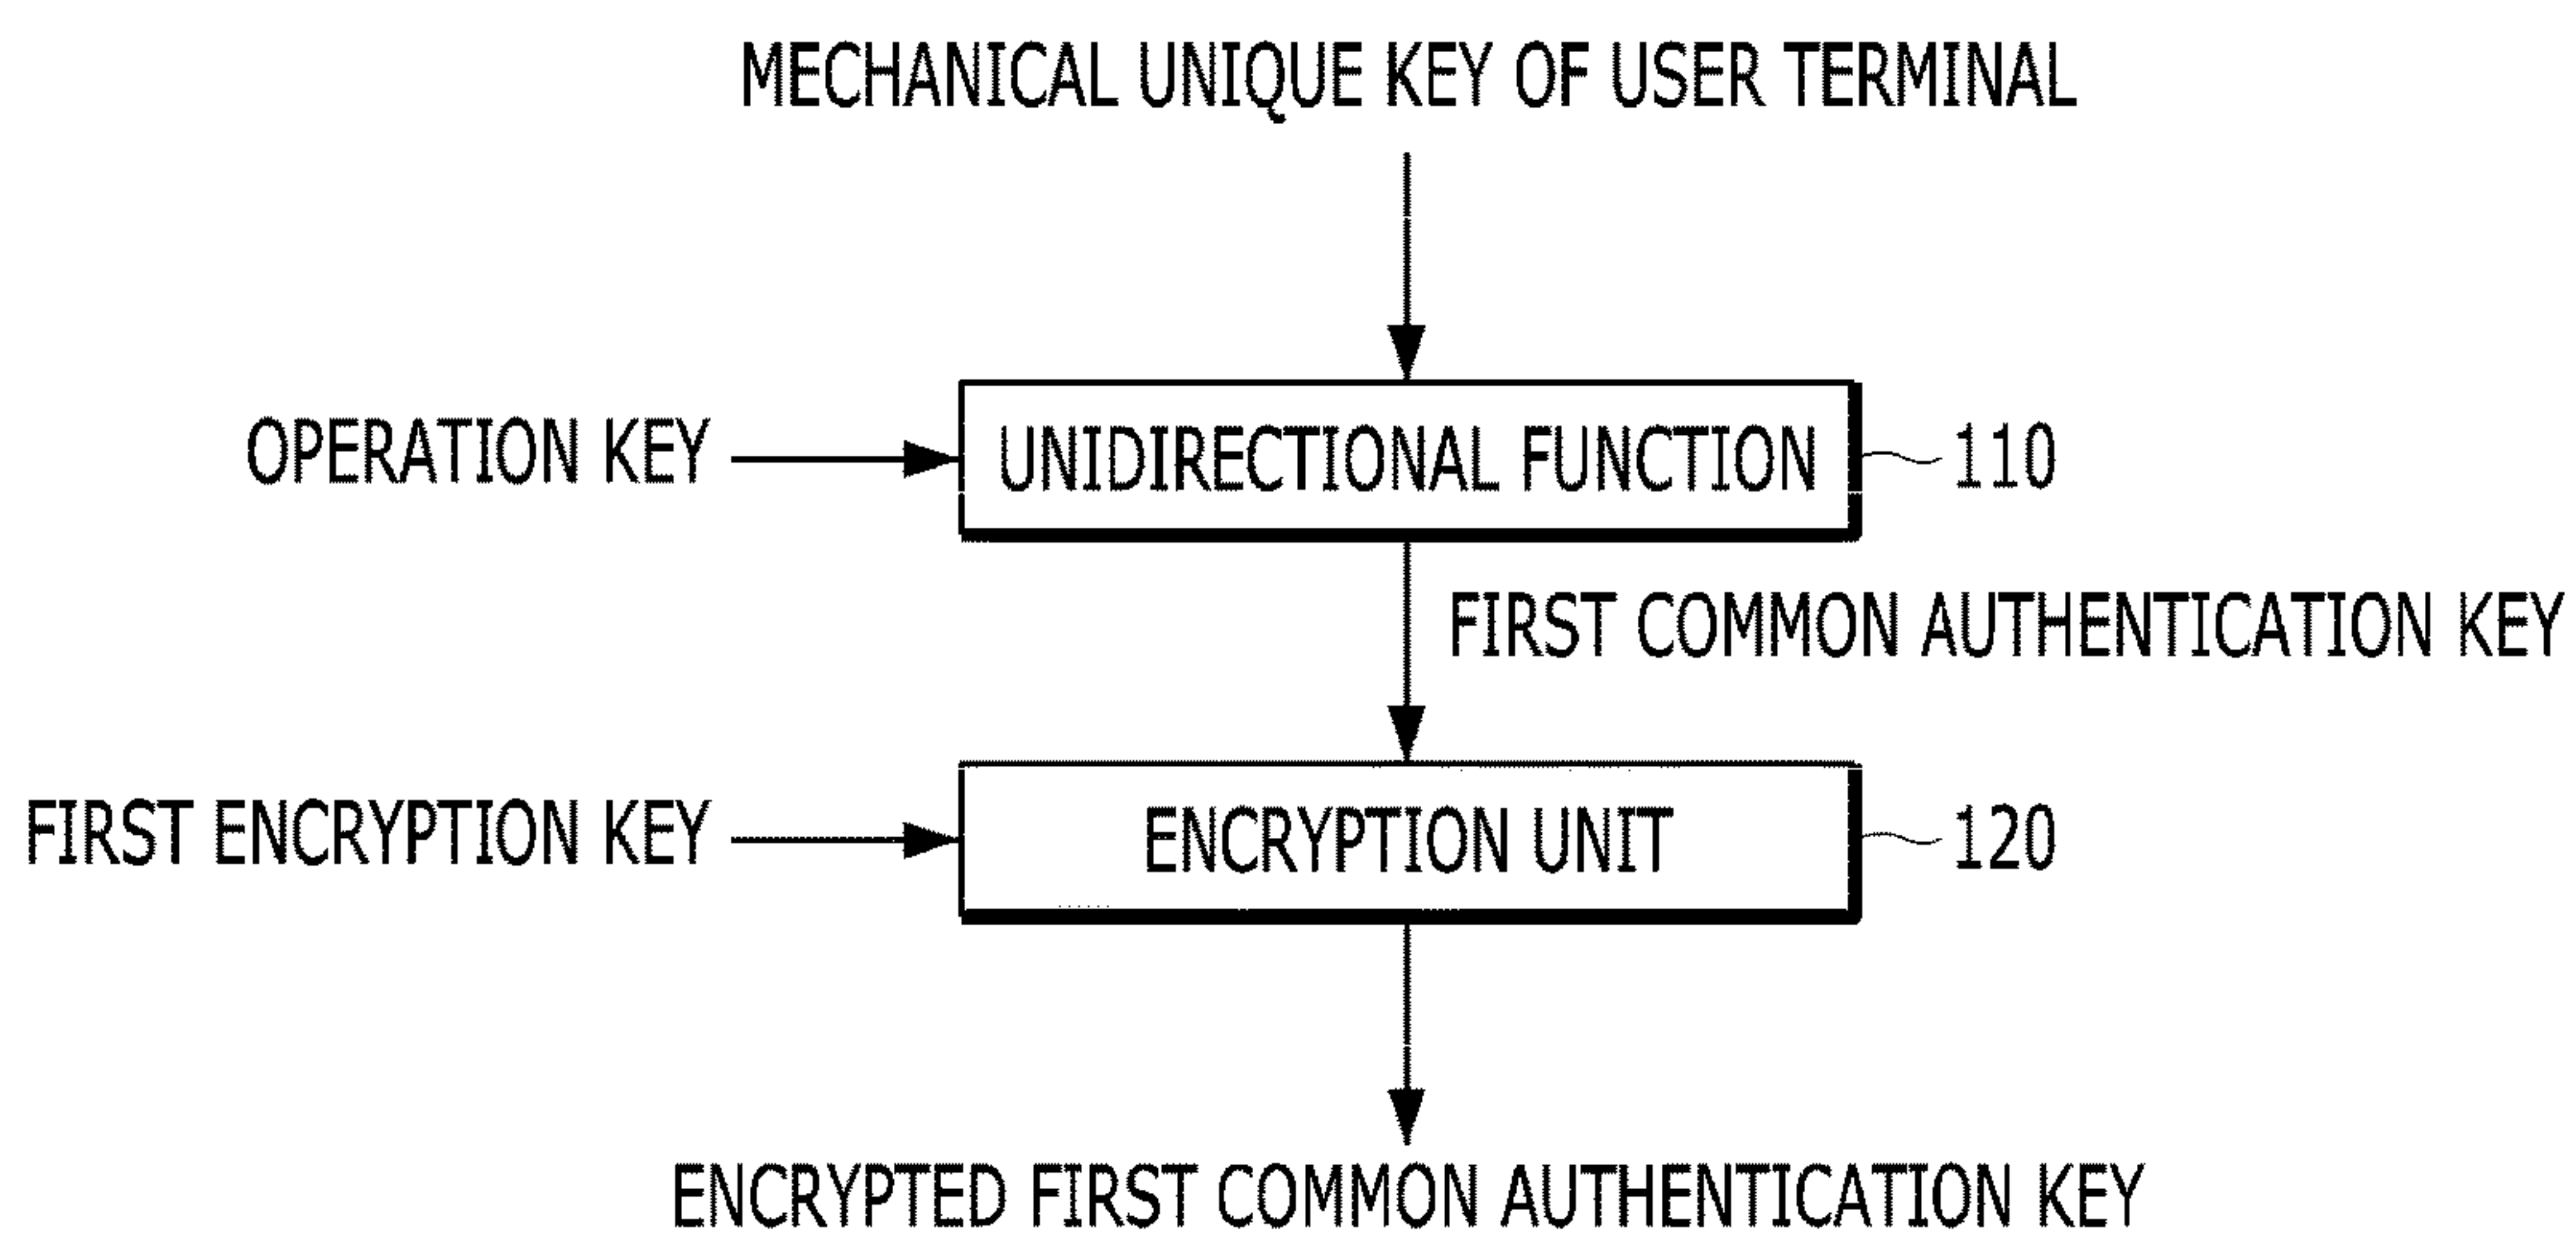 MECHANICAL UNIQUE KEY OF USER TERMINAL
OPERATION KEY
UNIDIRECTIONAL FUNCTION
110
FIRST COMMON AUTHENTICATION KEY
FIRST ENCRYPTION KEY
ENCRYPTION UNIT
120
ENCRYPTED FIRST COMMON AUTHENTICATION KEY